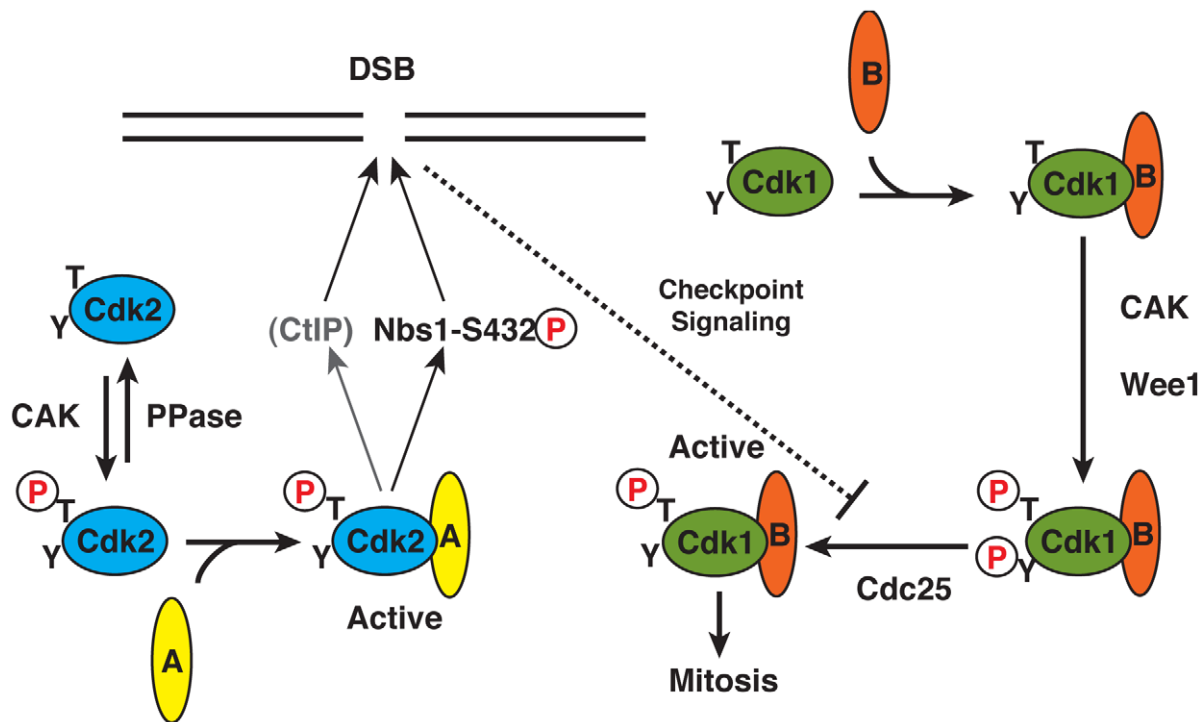 DSB
B
T
Cdk1
Y
T
Cdk1
B
Y
T
Cdk2
Y
(CtIP)
Nbs1-S432 P
Checkpoint
Signaling
CAK
Wee1
CAK
PPase
Active
P
T
Cdk2
Y
P
T
Cdk2
A
Y
Active
A
P
T
Cdk1
B
Y
Cdc25
P
T
Cdk1
B
P
Y
Mitosis